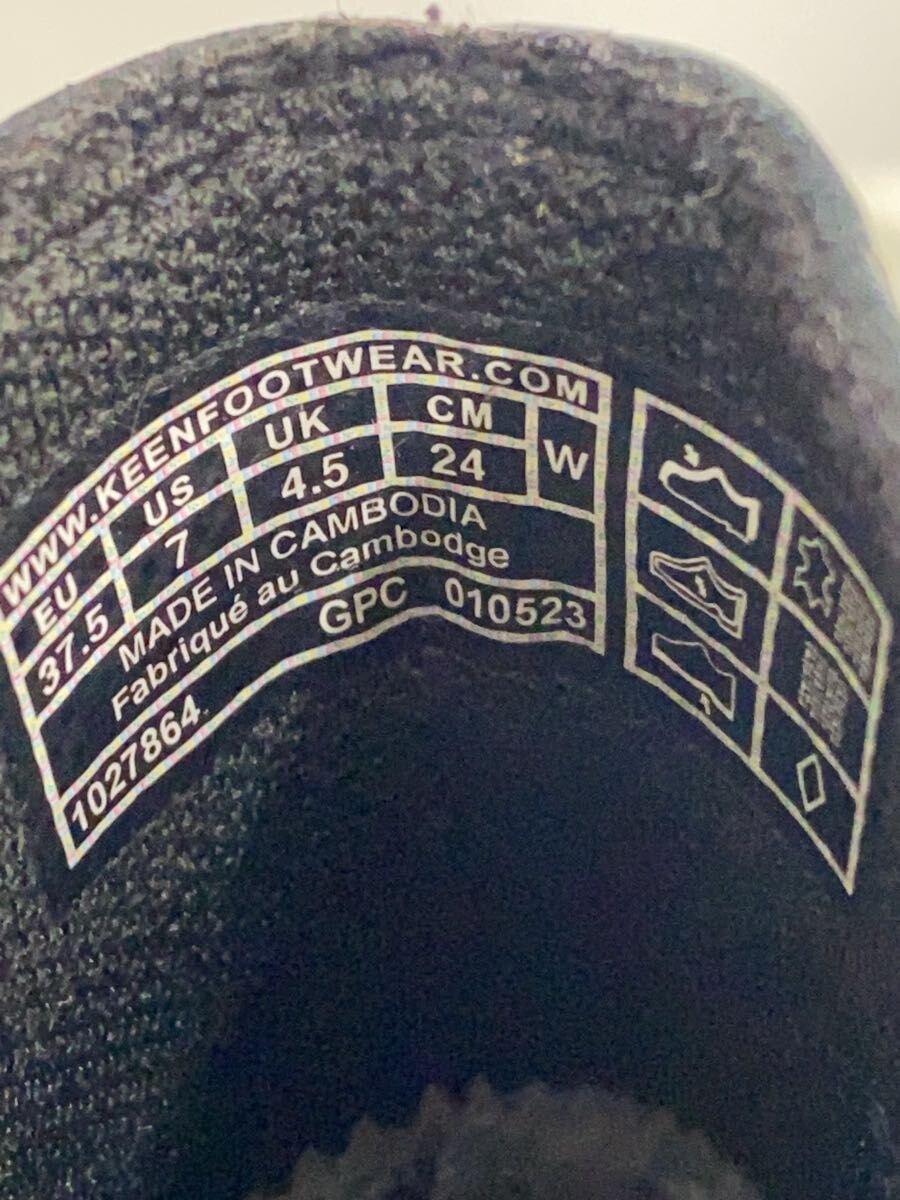 WWW.KEENFOOTWEAR.COM
EU US UK CM W
37.5 7 4.5 24
MADE IN CAMBODIA
Fabriqué au Cambodge
GPC 010523
1027864